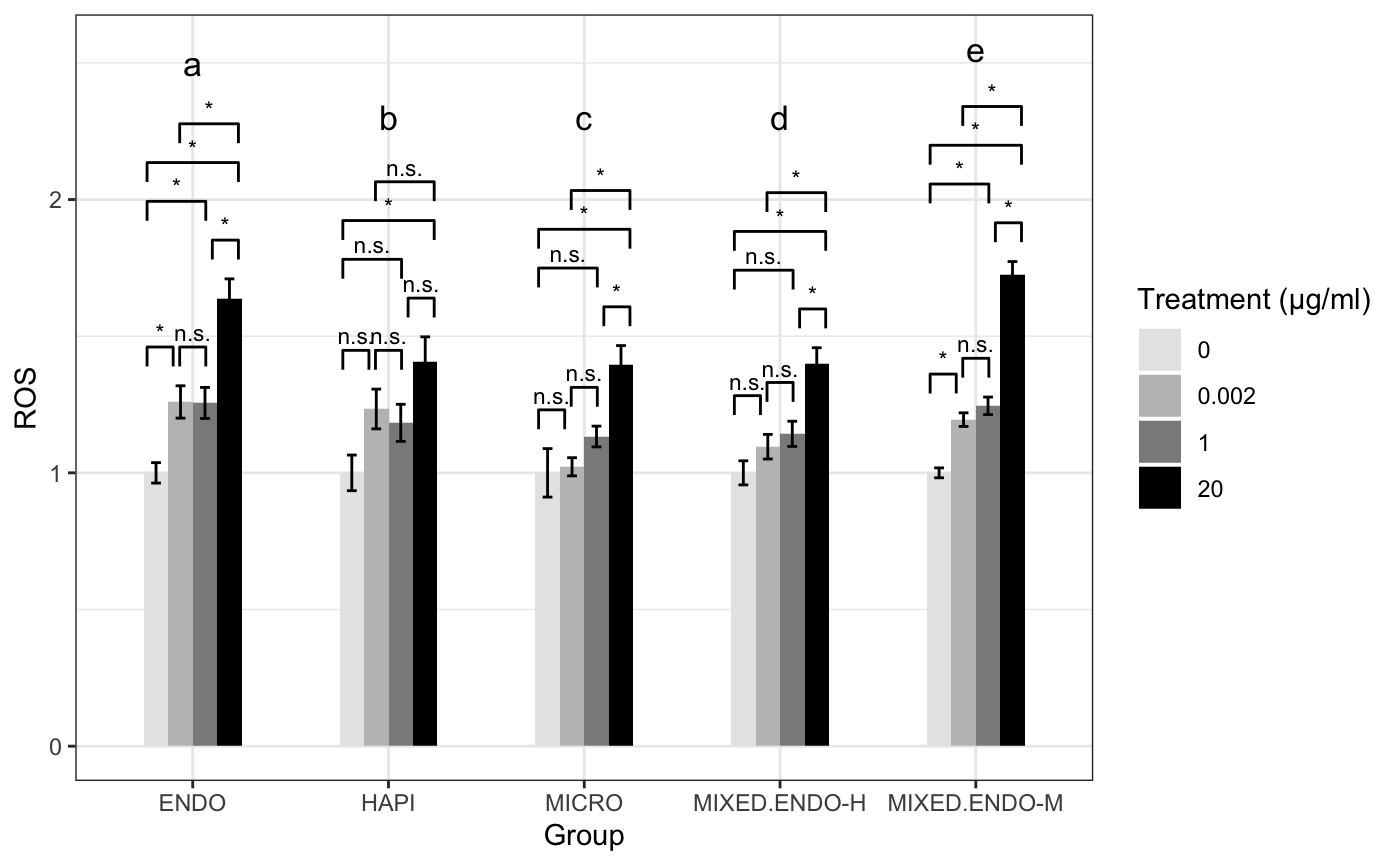 a
b
c
d
e
*
*
*
*
*
n.s.
n.s.
*
n.s.
n.s.
n.s.
n.s.
*
*
n.s.
*
n.s.
n.s.
*
*
n.s.
*
n.s.
n.s.
*
*
*
*
*
n.s.
ROS
2
1
0
ENDO
HAPI
MICRO
MIXED.ENDO-H
MIXED.ENDO-M
Group
Treatment (µg/ml)
0
0.002
1
20